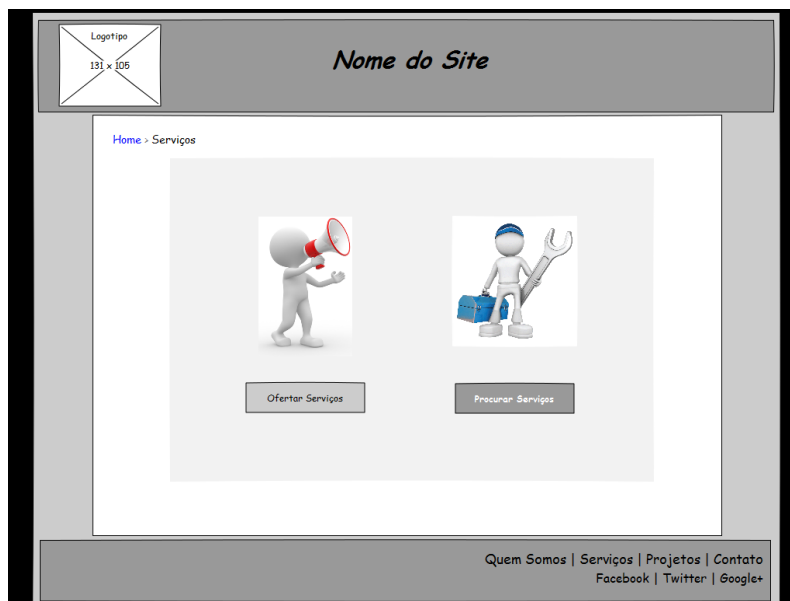 Logotipo
131 x 105
Nome do Site
Home > Serviços
Ofertar Serviços
Procurar Serviços
Quem Somos | Serviços | Projetos | Contato
Facebook | Twitter | Google+